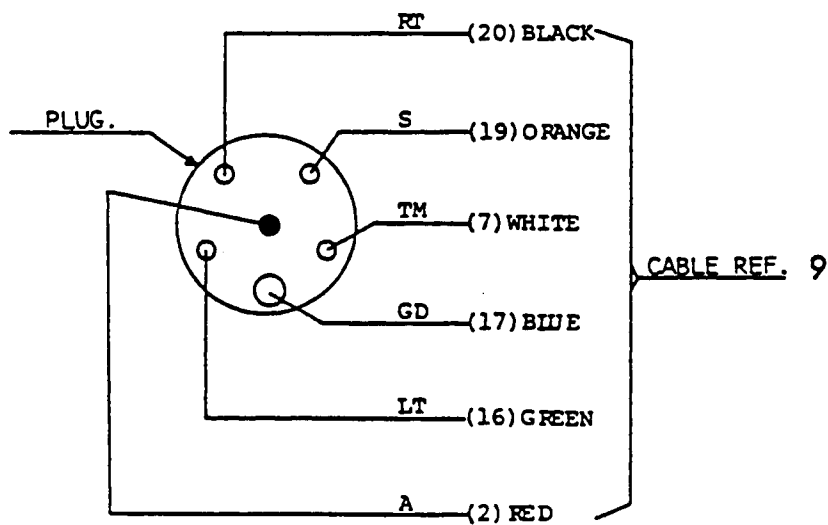 RT (20) BLACK
PLUG.
S (19) ORANGE
TM (7) WHITE
CABLE REF. 9
GD (17) BLUE
LT (16) GREEN
A (2) RED